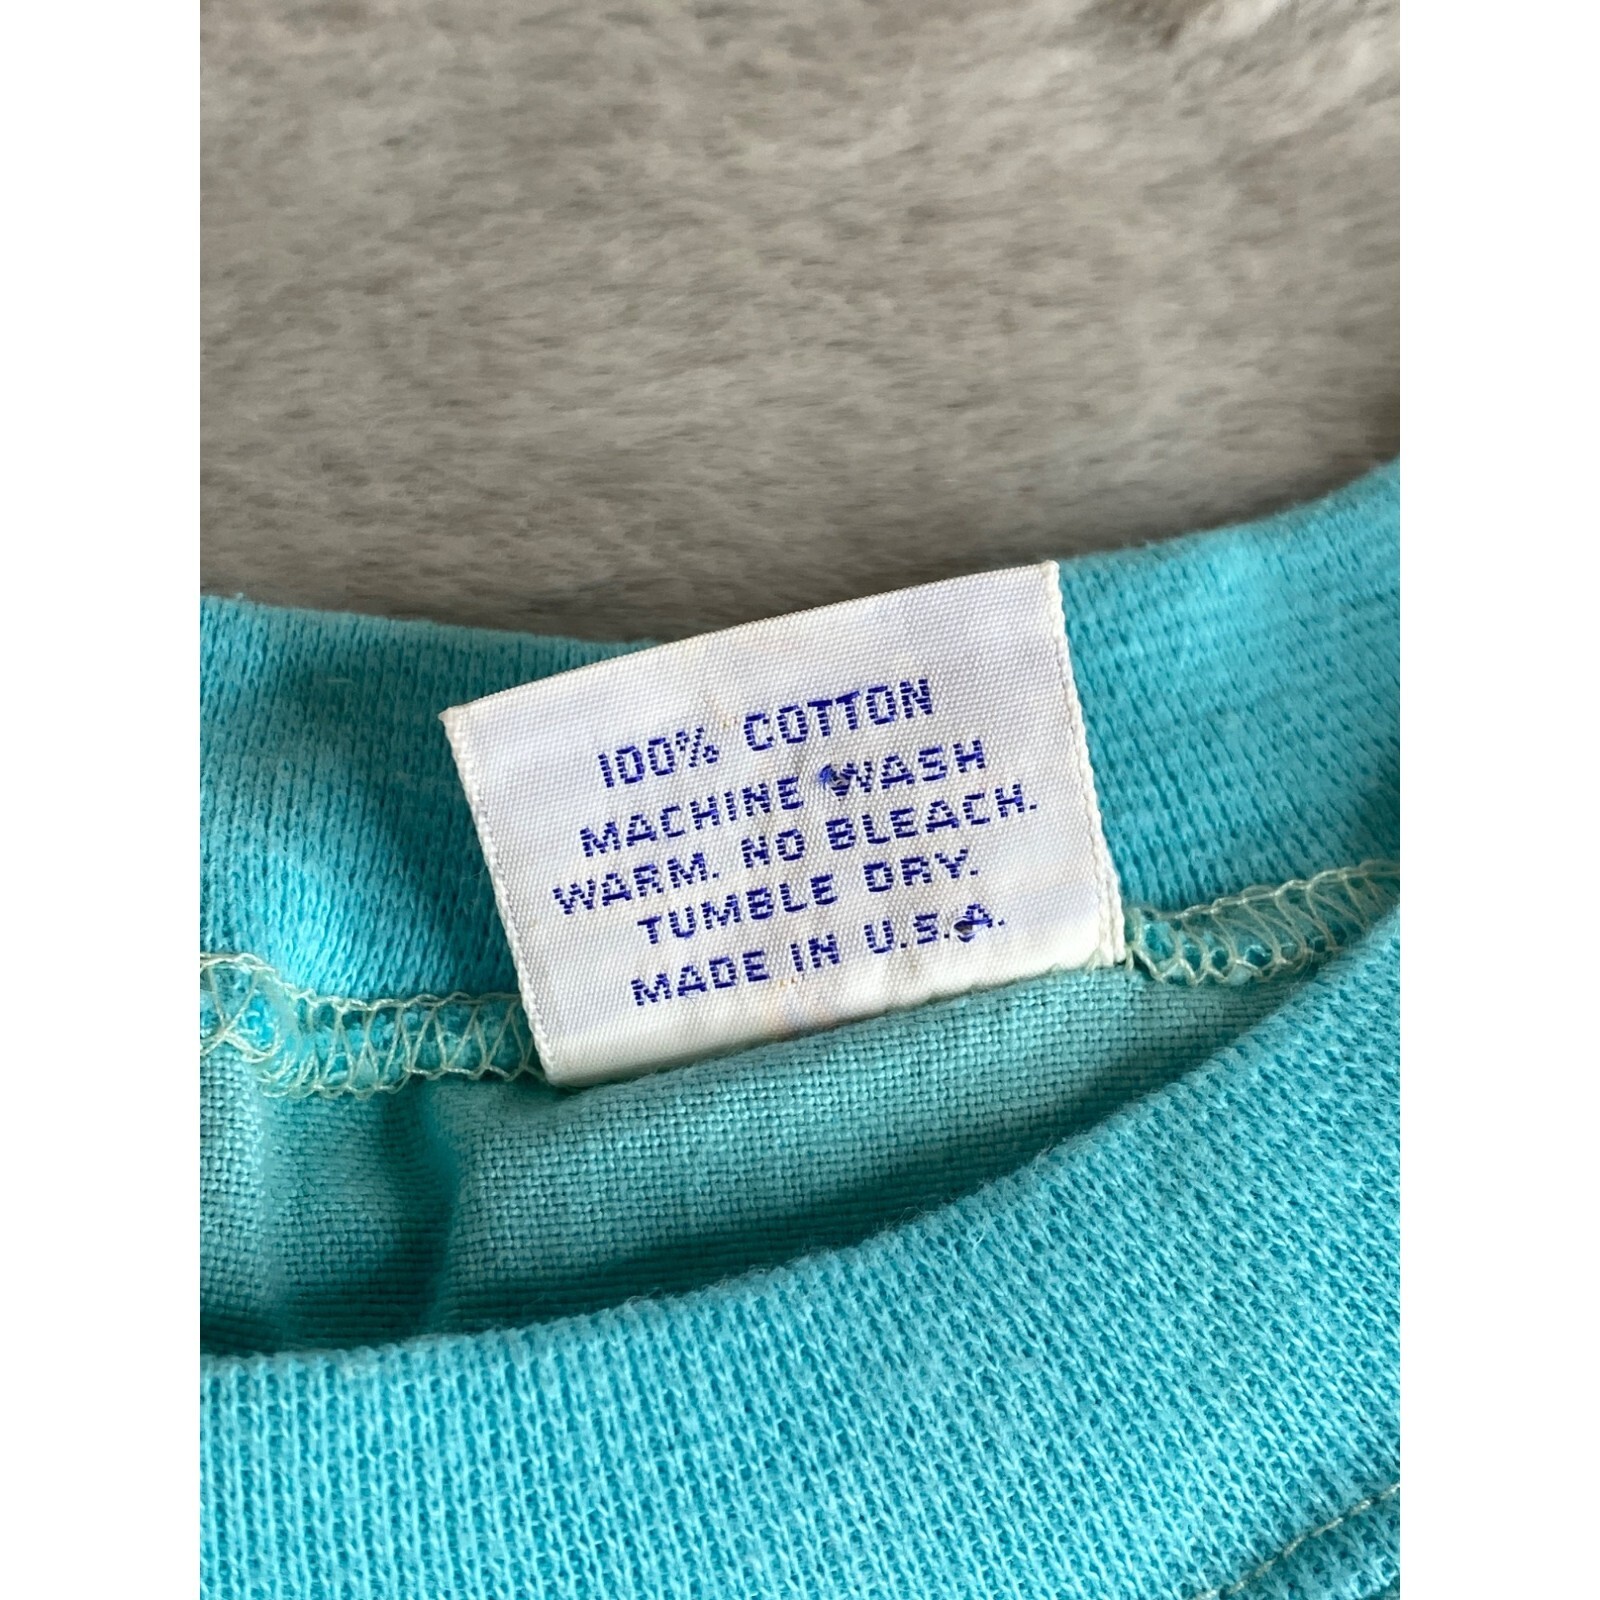 100% COTTON
MACHINE WASH
WARM. NO BLEACH.
TUMBLE DRY.
MADE IN U.S.A.